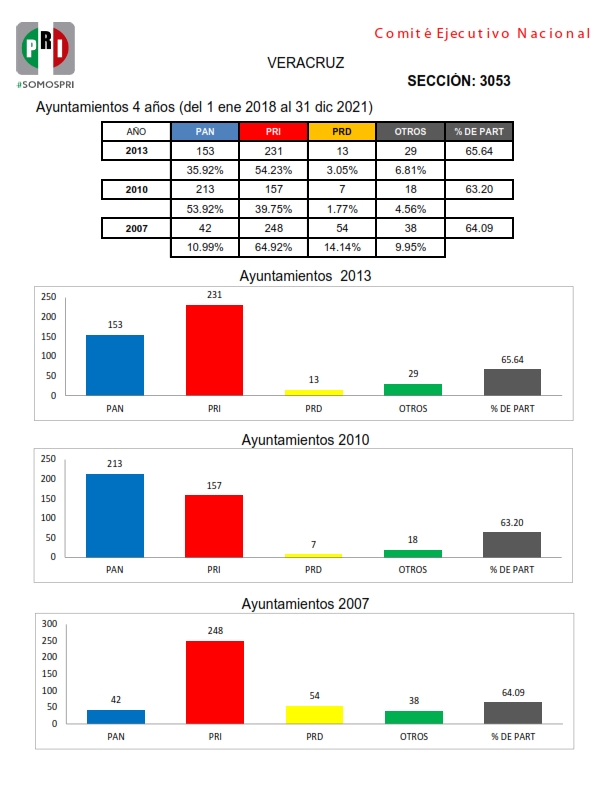 Comité Ejecutivo Nacional
PRI
#SOMOSPRI
VERACRUZ
SECCIÓN: 3053
Ayuntamientos 4 años (del 1 ene 2018 al 31 dic 2021)
AÑO PAN PRI PRD OTROS % DE PART
2013 153 231 13 29 65.64
35.92% 54.23% 3.05% 6.81%
2010 213 157 7 18 63.20
53.92% 39.75% 1.77% 4.56%
2007 42 248 54 38 64.09
10.99% 64.92% 14.14% 9.95%
Ayuntamientos 2013
250
200
150
100
50
0
153 231 13 29 65.64
PAN PRI PRD OTROS % DE PART
Ayuntamientos 2010
250
200
150
100
50
0
213 157 7 18 63.20
PAN PRI PRD OTROS % DE PART
Ayuntamientos 2007
300
250
200
150
100
50
0
42 248 54 38 64.09
PAN PRI PRD OTROS % DE PART